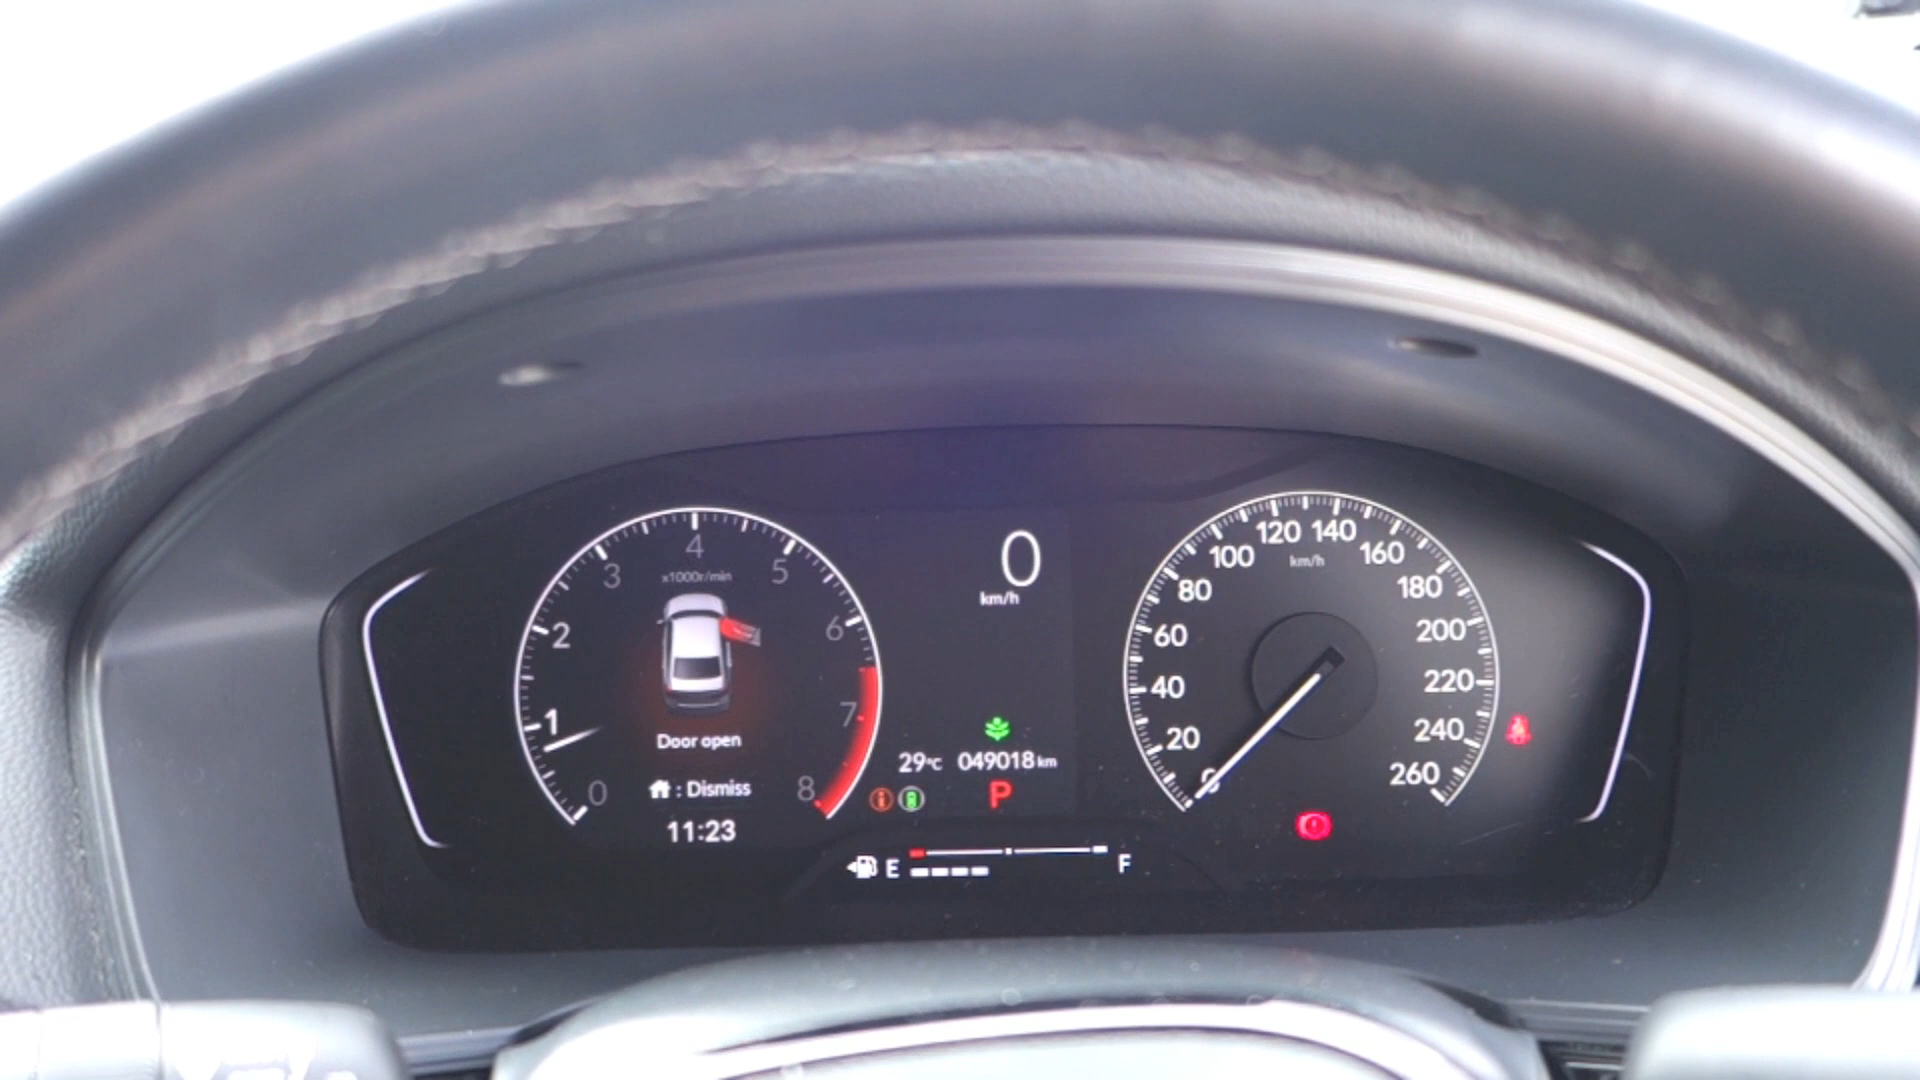 0 1 2 3 4 5 6 7 8
x1000r/min
Door open
: Dismiss
11:23
0
km/h
29°C 049018 km
P
E F
0 20 40 60 80 100 120 140 160 180 200 220 240 260
km/h